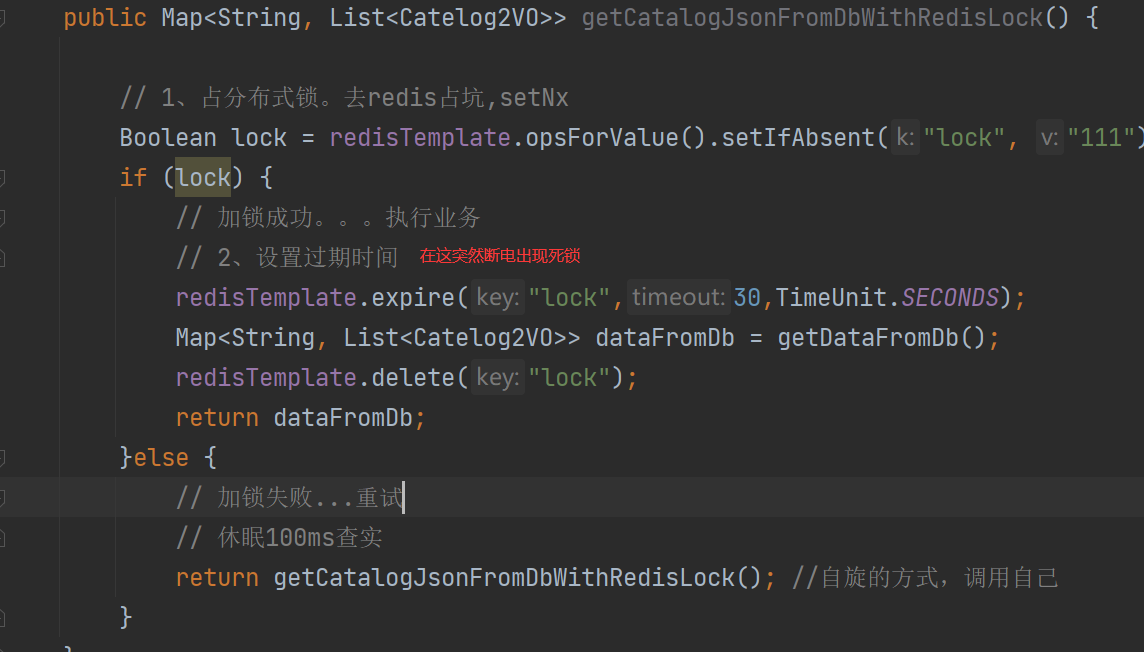 public Map<String, List<Catelog2VO>> getCatalogJsonFromDbWithRedisLock() {
// 1、占分布式锁。去redis占坑,setNx
Boolean lock = redisTemplate.opsForValue().setIfAbsent( k: "lock", v: "111")
if (lock) {
// 加锁成功。。。执行业务
// 2、设置过期时间 在这突然断电出现死锁
redisTemplate.expire( key: "lock", timeout: 30,TimeUnit.SECONDS);
Map<String, List<Catelog2VO>> dataFromDb = getDataFromDb();
redisTemplate.delete( key: "lock");
return dataFromDb;
}else {
// 加锁失败...重试
// 休眠100ms查实
return getCatalogJsonFromDbWithRedisLock(); //自旋的方式，调用自己
}